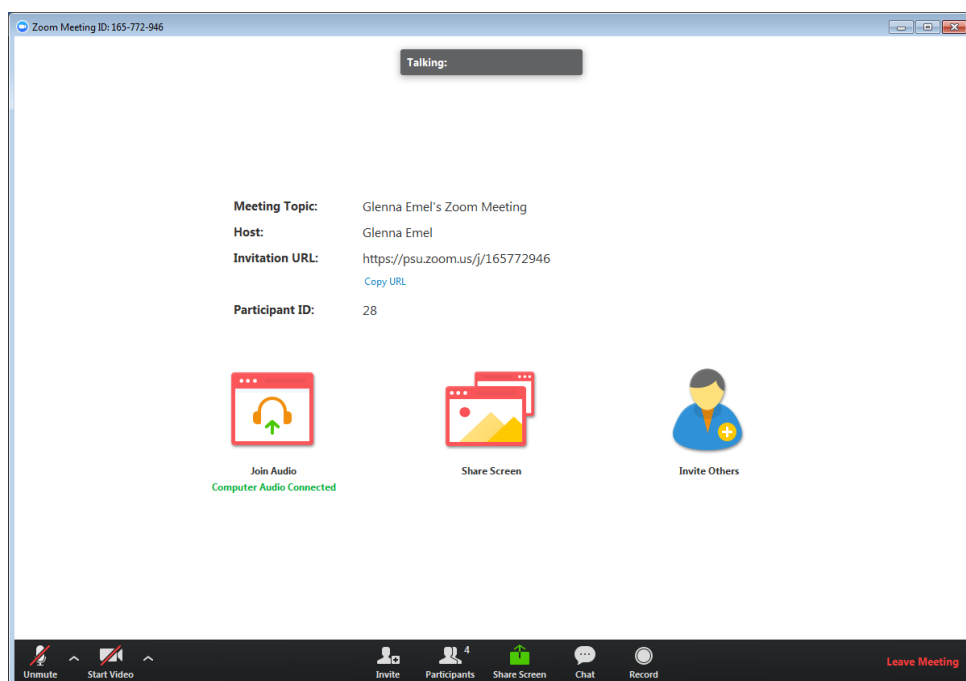 Zoom Meeting ID: 165-772-946
Talking:
Meeting Topic: Glenna Emel's Zoom Meeting
Host: Glenna Emel
Invitation URL: https://psu.zoom.us/j/165772946
Copy URL
Participant ID: 28
Join Audio Share Screen Invite Others
Computer Audio Connected
4
Unmute Start Video Invite Participants Share Screen Chat Record Leave Meeting